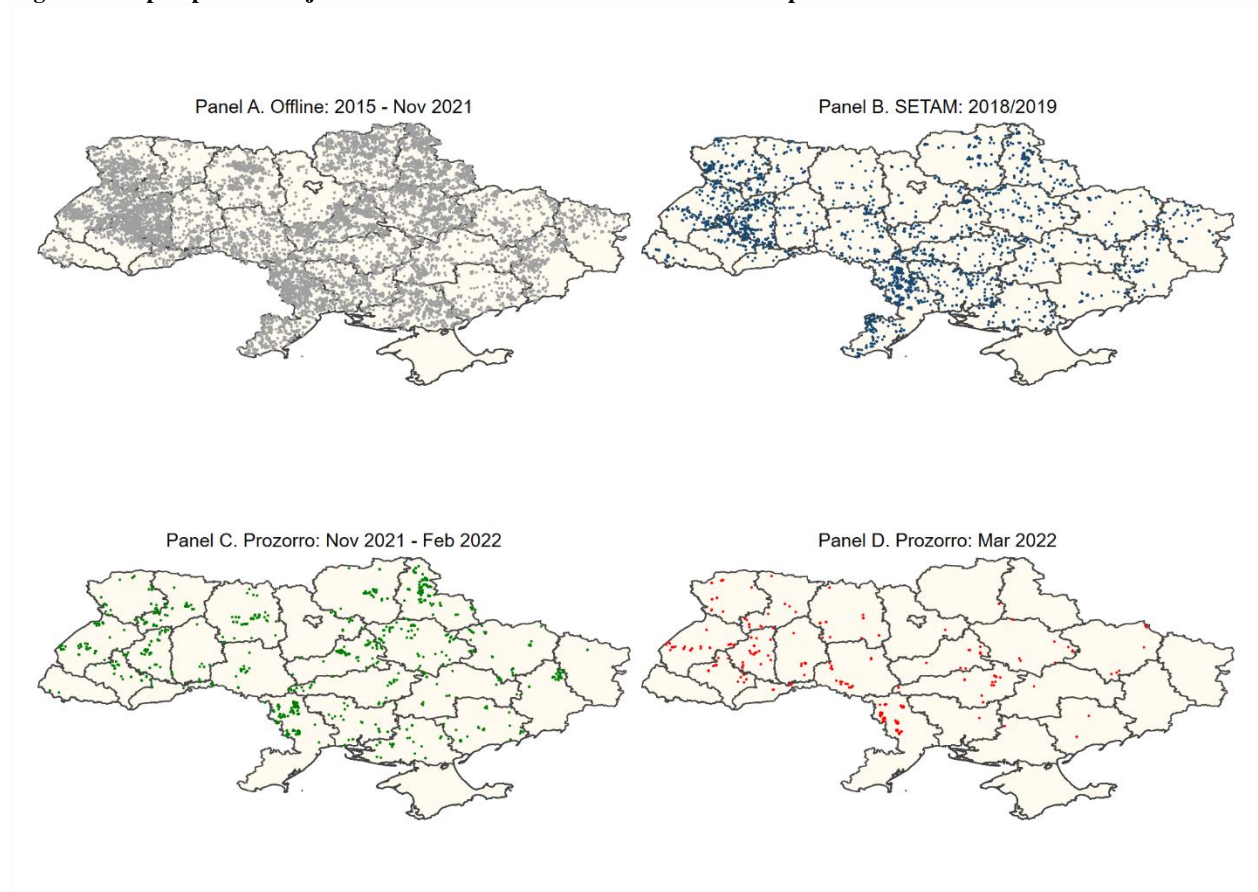 Panel A. Offline: 2015 - Nov 2021
Panel B. SETAM: 2018/2019
Panel C. Prozorro: Nov 2021 - Feb 2022
Panel D. Prozorro: Mar 2022